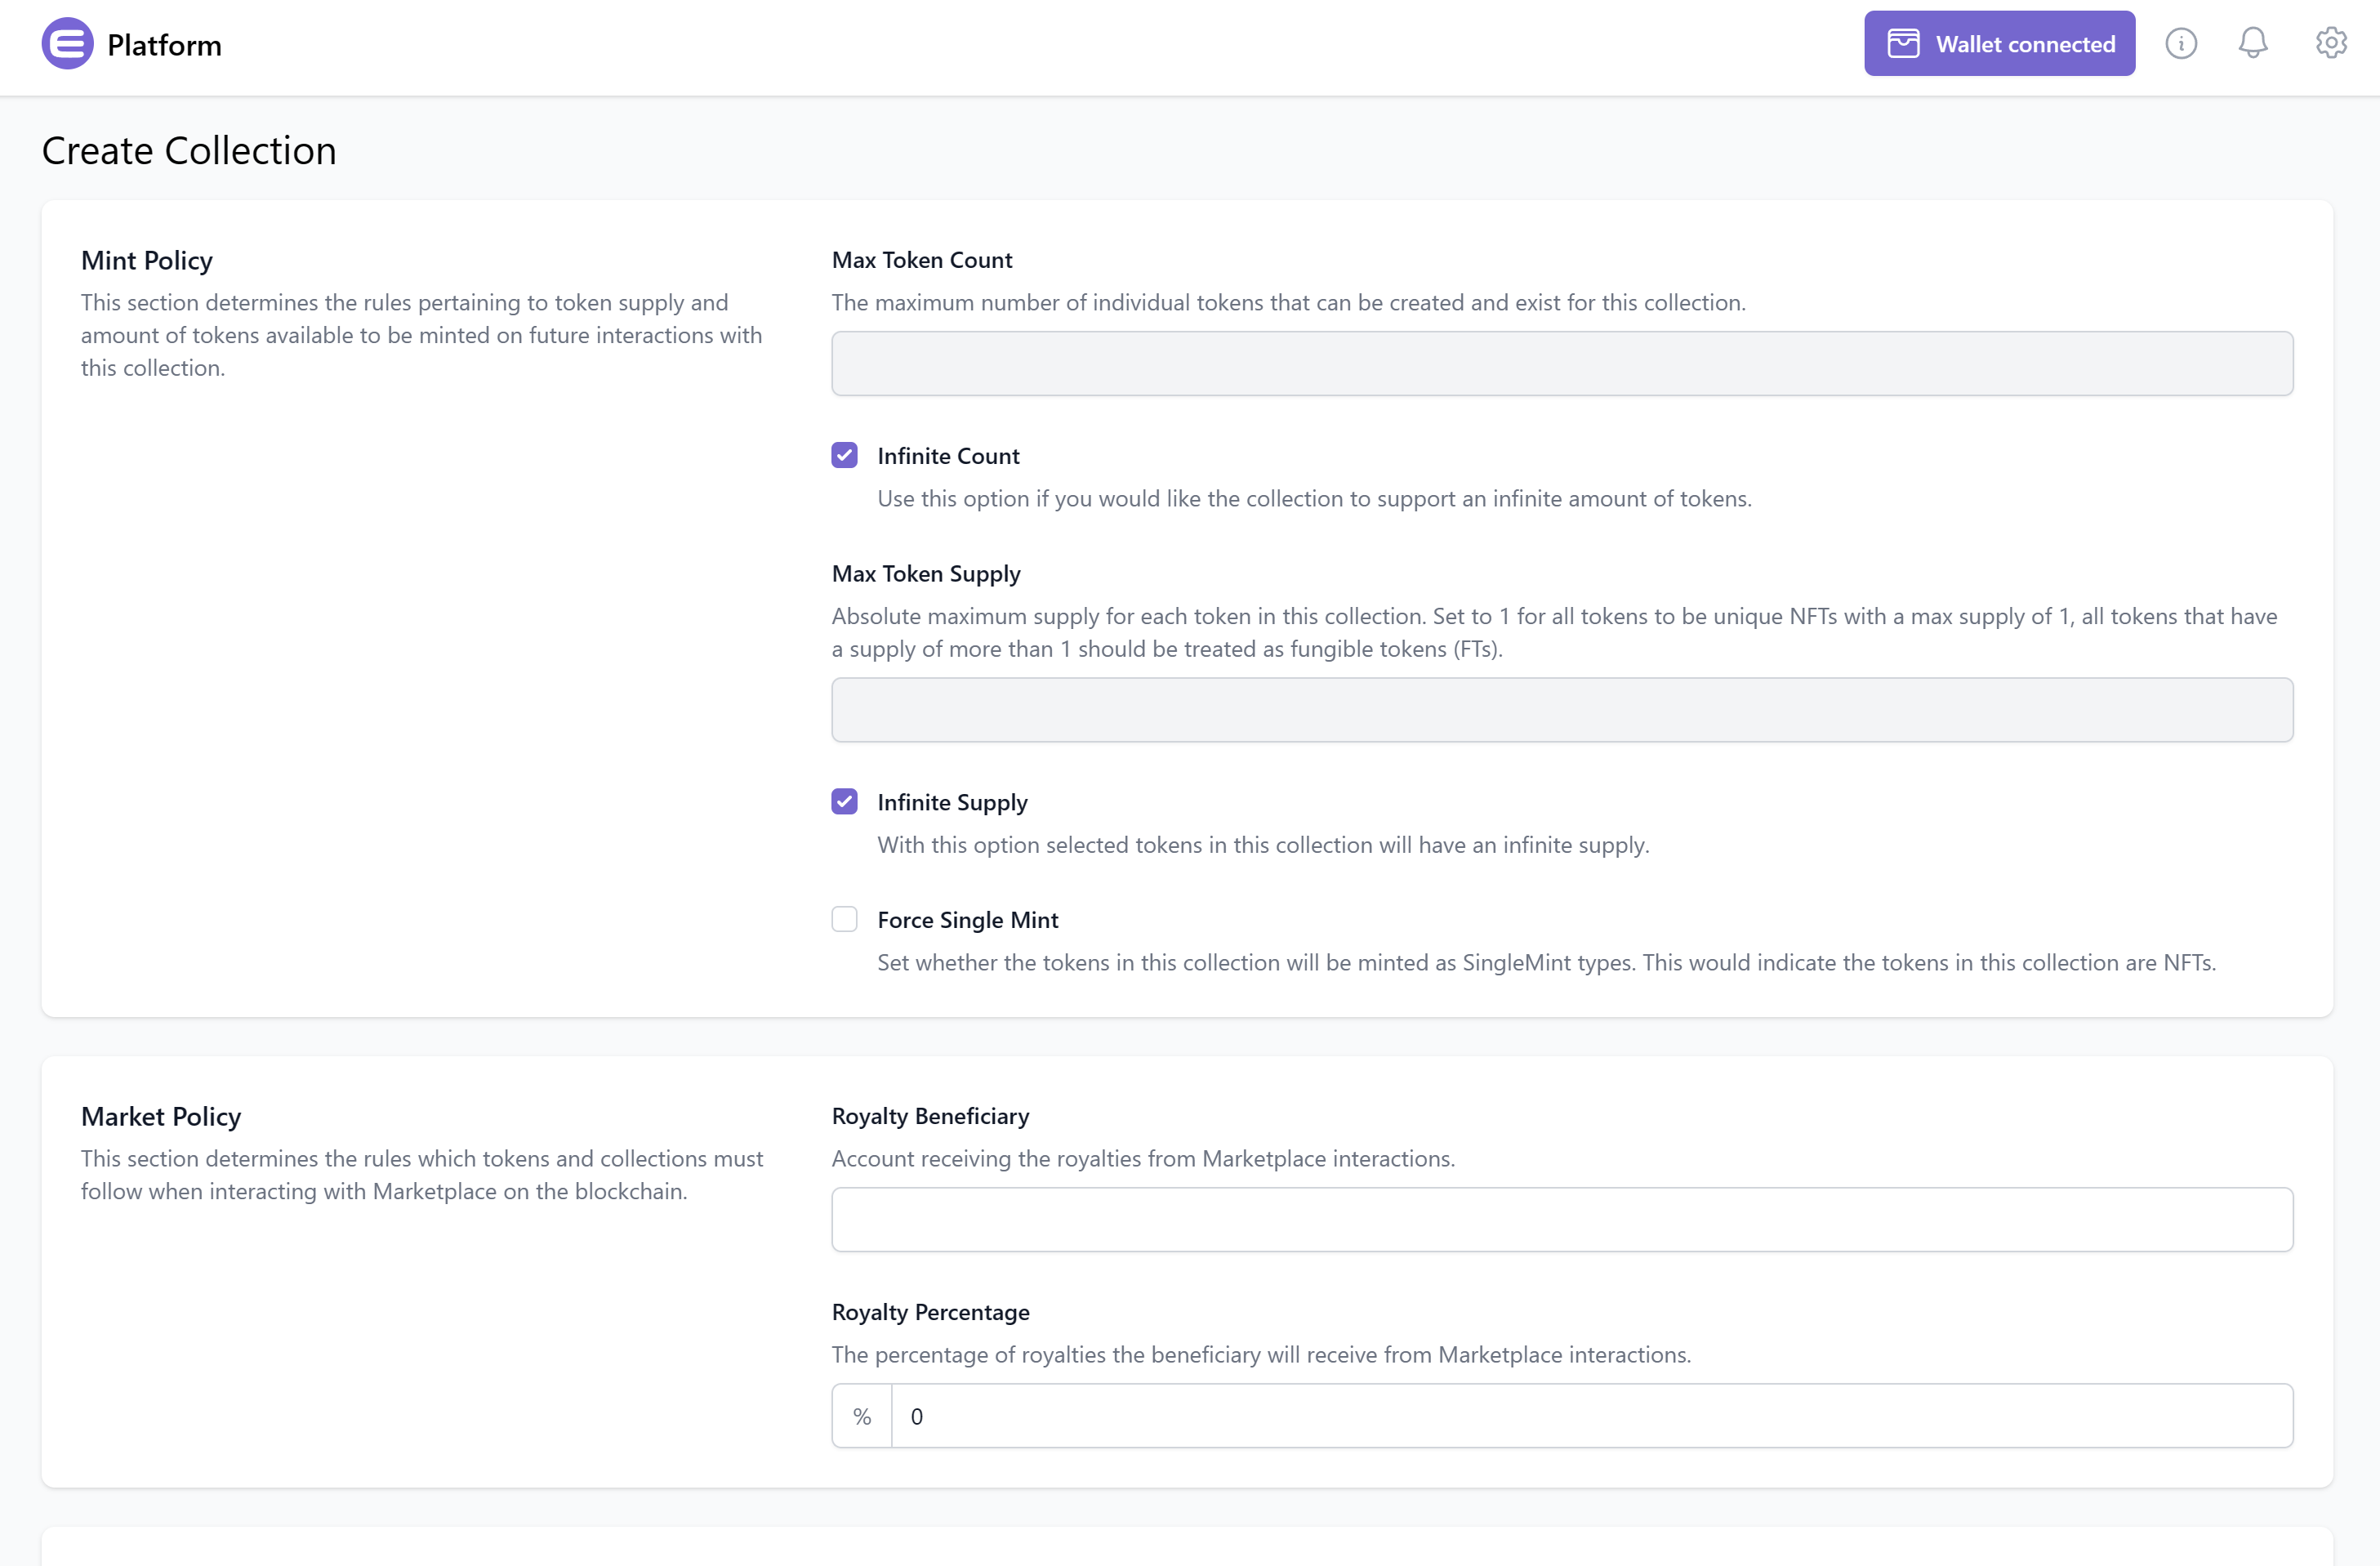 Platform
Wallet connected
Create Collection
Mint Policy
This section determines the rules pertaining to token supply and
amount of tokens available to be minted on future interactions with
this collection.
Max Token Count
The maximum number of individual tokens that can be created and exist for this collection.
Infinite Count
Use this option if you would like the collection to support an infinite amount of tokens.
Max Token Supply
Absolute maximum supply for each token in this collection. Set to 1 for all tokens to be unique NFTs with a max supply of 1, all tokens that have
a supply of more than 1 should be treated as fungible tokens (FTs).
Infinite Supply
With this option selected tokens in this collection will have an infinite supply.
Force Single Mint
Set whether the tokens in this collection will be minted as SingleMint types. This would indicate the tokens in this collection are NFTs.
Market Policy
This section determines the rules which tokens and collections must
follow when interacting with Marketplace on the blockchain.
Royalty Beneficiary
Account receiving the royalties from Marketplace interactions.
Royalty Percentage
The percentage of royalties the beneficiary will receive from Marketplace interactions.
% 0